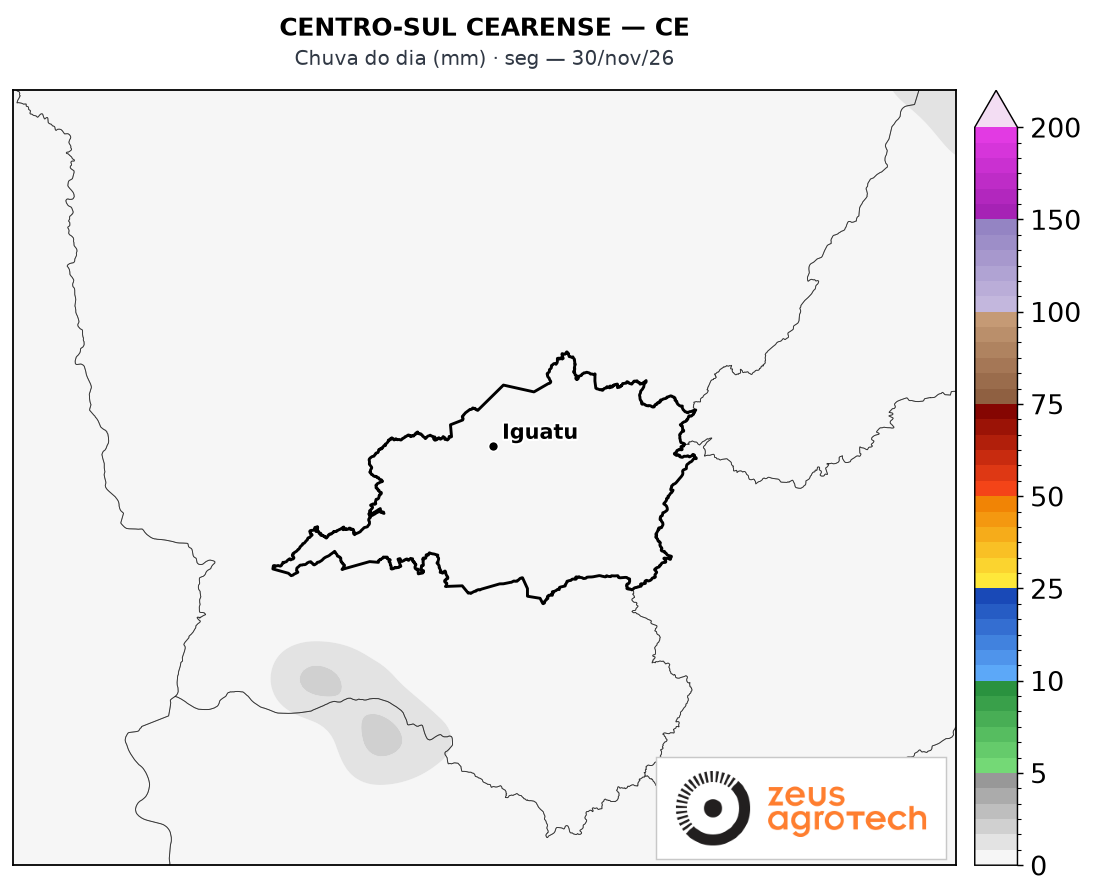 CENTRO-SUL CEARENSE — CE
Chuva do dia (mm) · seg — 30/nov/26
Iguatu
200
150
100
75
50
25
10
5
0
zeus
agrotech